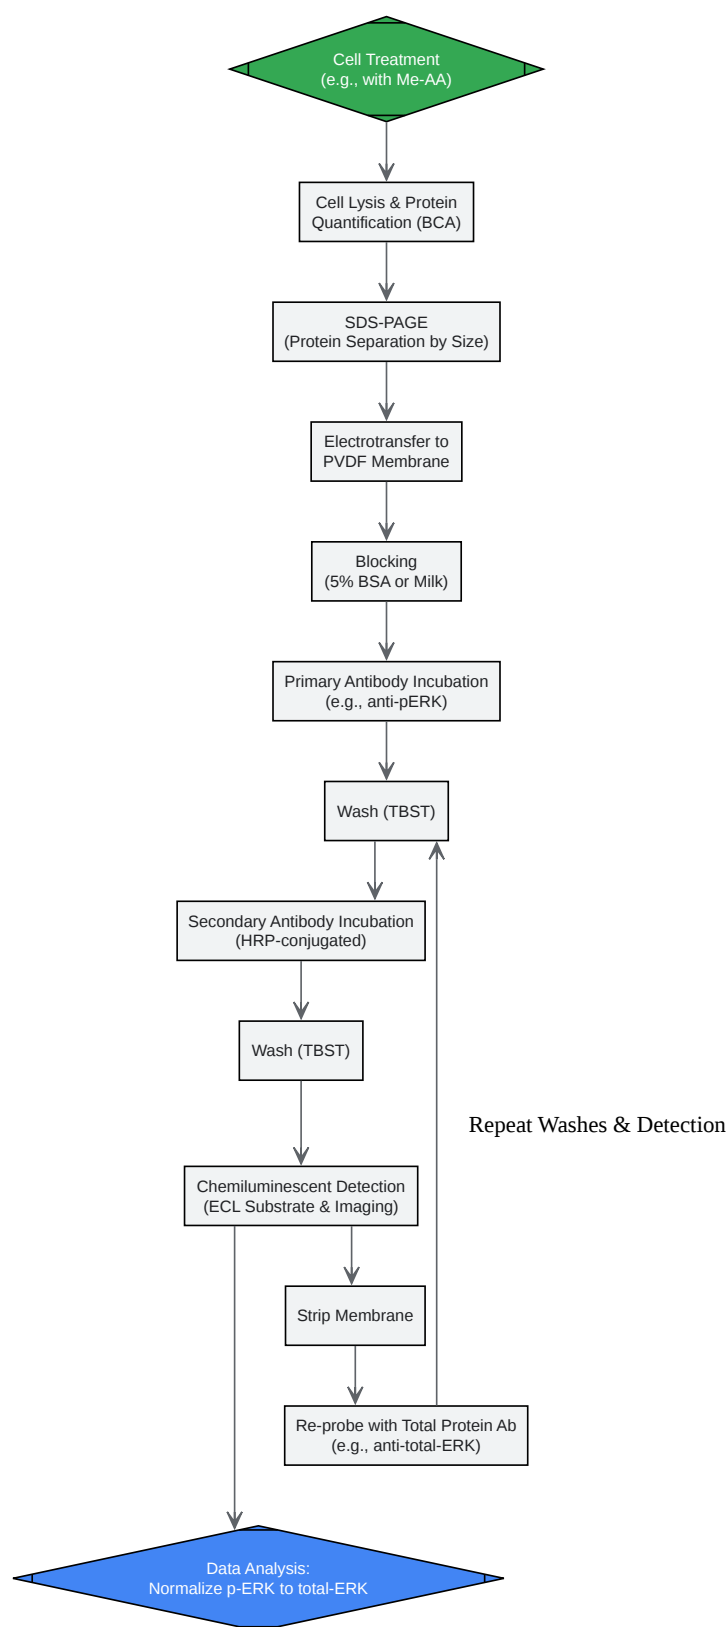 Cell Treatment
(e.g., with Me-AA)
Cell Lysis & Protein
Quantification (BCA)
SDS-PAGE
(Protein Separation by Size)
Electrotransfer to
PVDF Membrane
Blocking
(5% BSA or Milk)
Primary Antibody Incubation
(e.g., anti-pERK)
Wash (TBST)
Secondary Antibody Incubation
(HRP-conjugated)
Wash (TBST)
Repeat Washes & Detection
Chemiluminescent Detection
(ECL Substrate & Imaging)
Strip Membrane
Re-probe with Total Protein Ab
(e.g., anti-total-ERK)
Data Analysis:
Normalize p-ERK to total-ERK